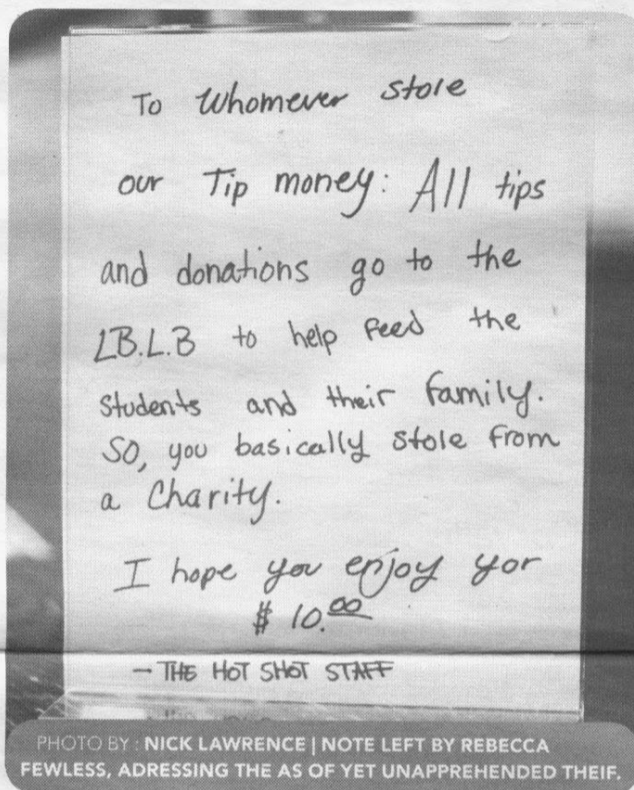 To Whomever stole
our Tip money: All tips
and donations go to the
LB.L.B to help feed the
Students and their family.
So, you basically stole from
a Charity.
I hope you enjoy yor
$ 10.00
- THE HOT SHOT STAFF
PHOTO BY : NICK LAWRENCE | NOTE LEFT BY REBECCA
FEWLESS, ADRESSING THE AS OF YET UNAPPREHENDED THEIF.